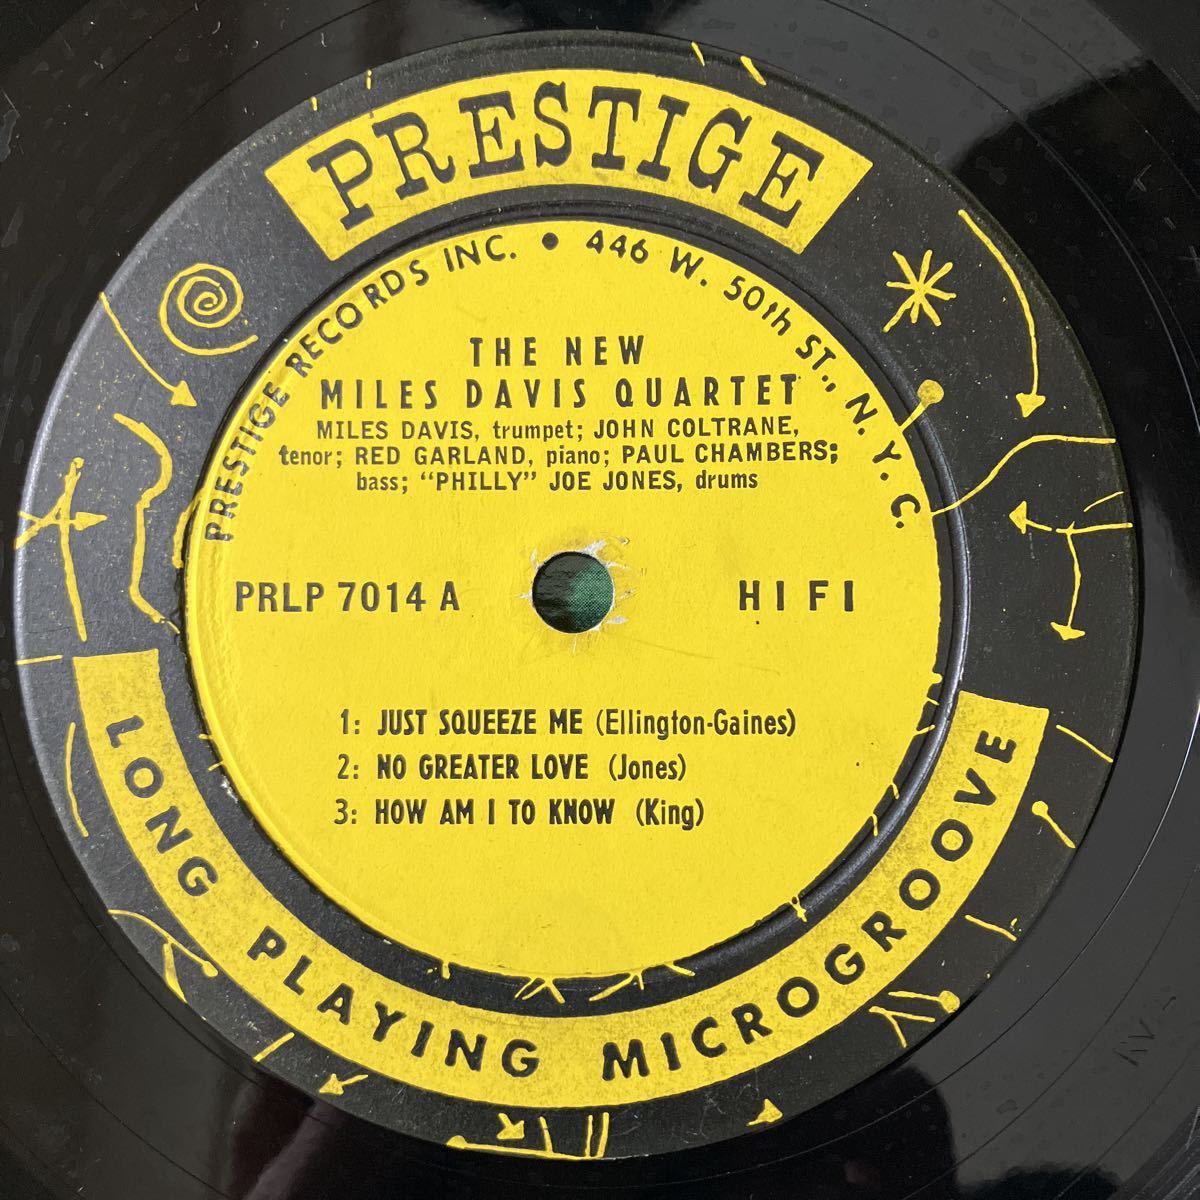 PRESTIGE
PRESTIGE RECORDS INC. • 446 W. 50th ST., N.Y.C.
THE NEW
MILES DAVIS QUARTET
MILES DAVIS, trumpet; JOHN COLTRANE,
tenor; RED GARLAND, piano; PAUL CHAMBERS;
bass; “PHILLY” JOE JONES, drums
PRLP 7014 A HI FI
1: JUST SQUEEZE ME (Ellington-Gaines)
2: NO GREATER LOVE (Jones)
3: HOW AM I TO KNOW (King)
LONG PLAYING MICROGROOVE